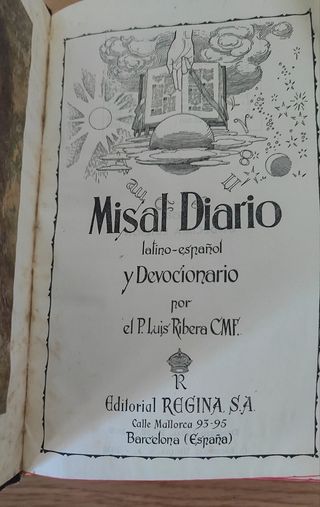 Misal Diario
latino-español
y Devocionario
por
el P. Luis Ribera CMF.
R
Editorial REGINA, S.A.
Calle Mallorca 93-95
Barcelona (España)